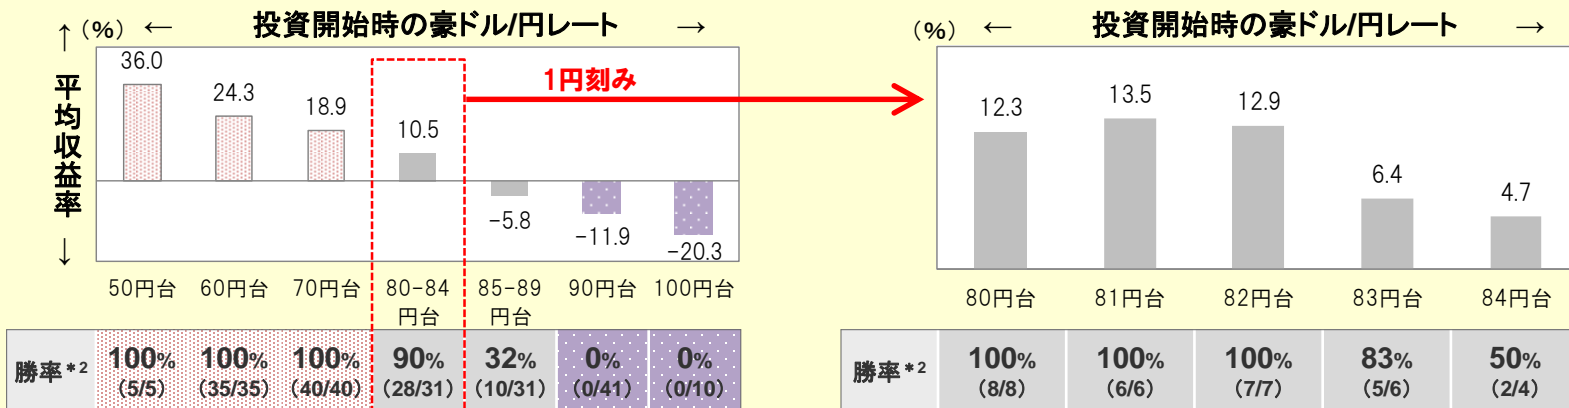 ↑ (%) ← 投資開始時の豪ドル/円レート →
平均収益率
↓
36.0
24.3
18.9
10.5
-5.8
-11.9
-20.3
1円刻み
50円台 60円台 70円台 80-84円台 85-89円台 90円台 100円台
勝率*2 100% 100% 100% 90% 32% 0% 0%
(5/5) (35/35) (40/40) (28/31) (10/31) (0/41) (0/10)
(%) ← 投資開始時の豪ドル/円レート →
12.3
13.5
12.9
6.4
4.7
80円台 81円台 82円台 83円台 84円台
勝率*2 100% 100% 100% 83% 50%
(8/8) (6/6) (7/7) (5/6) (2/4)